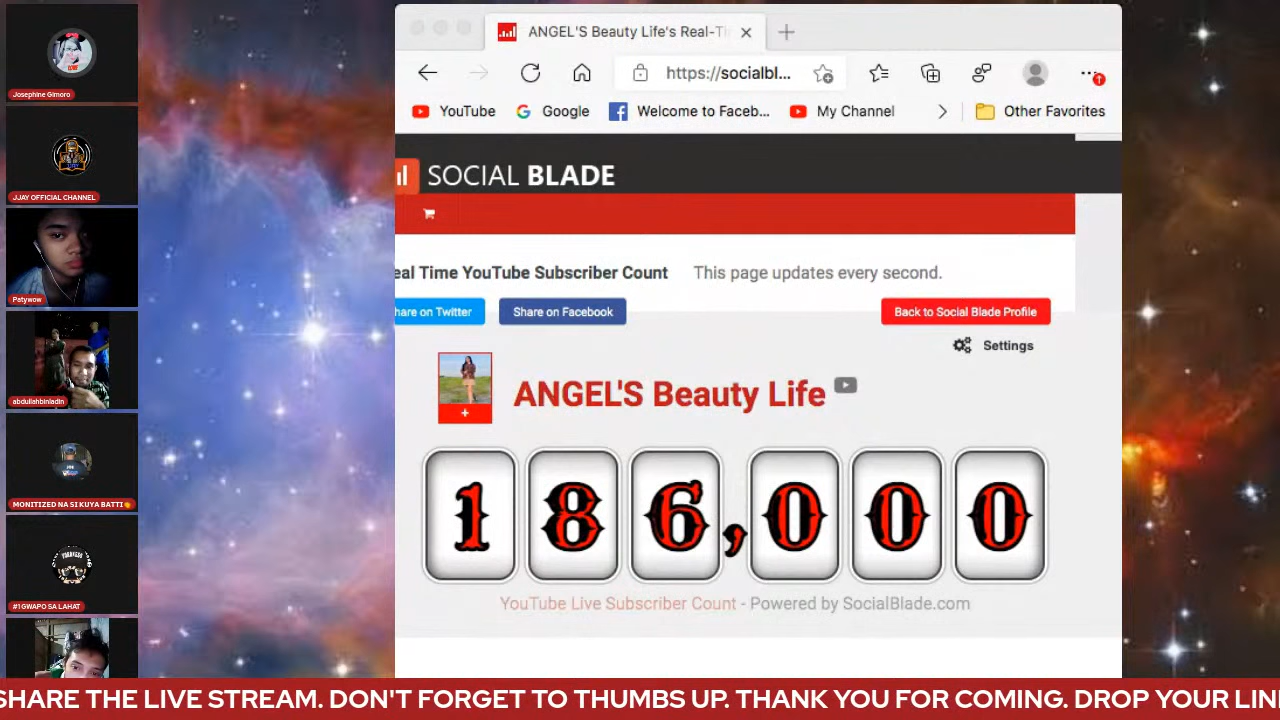 Josephine Gimoro
JJAY OFFICIAL CHANNEL
Patywow
abdullahbinladin
MONITIZED NA SI KUYA BATTI
#1 GWAPO SA LAHAT
ANGEL'S Beauty Life's Real-Ti
https://socialbl...
YouTube
Google
Welcome to Faceb...
My Channel
Other Favorites
SOCIAL BLADE
eal Time YouTube Subscriber Count This page updates every second.
hare on Twitter
Share on Facebook
Back to Social Blade Profile
Settings
ANGEL'S Beauty Life
+
186,000
YouTube Live Subscriber Count - Powered by SocialBlade.com
SHARE THE LIVE STREAM. DON'T FORGET TO THUMBS UP. THANK YOU FOR COMING. DROP YOUR LIN